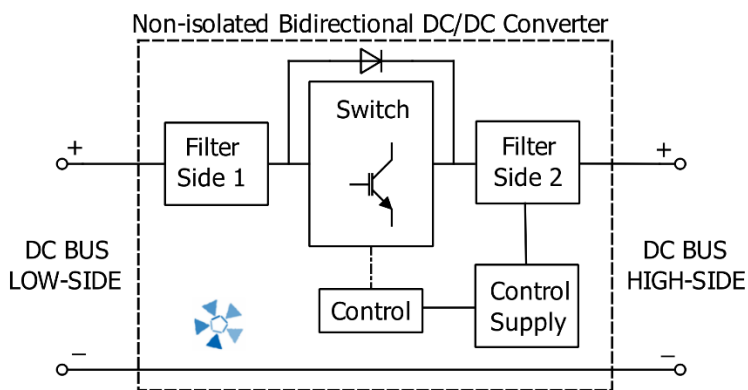 Non-isolated Bidirectional DC/DC Converter
Switch
Filter
Side 1
Filter
Side 2
+
+
DC BUS
LOW-SIDE
DC BUS
HIGH-SIDE
Control
Control
Supply
−
−